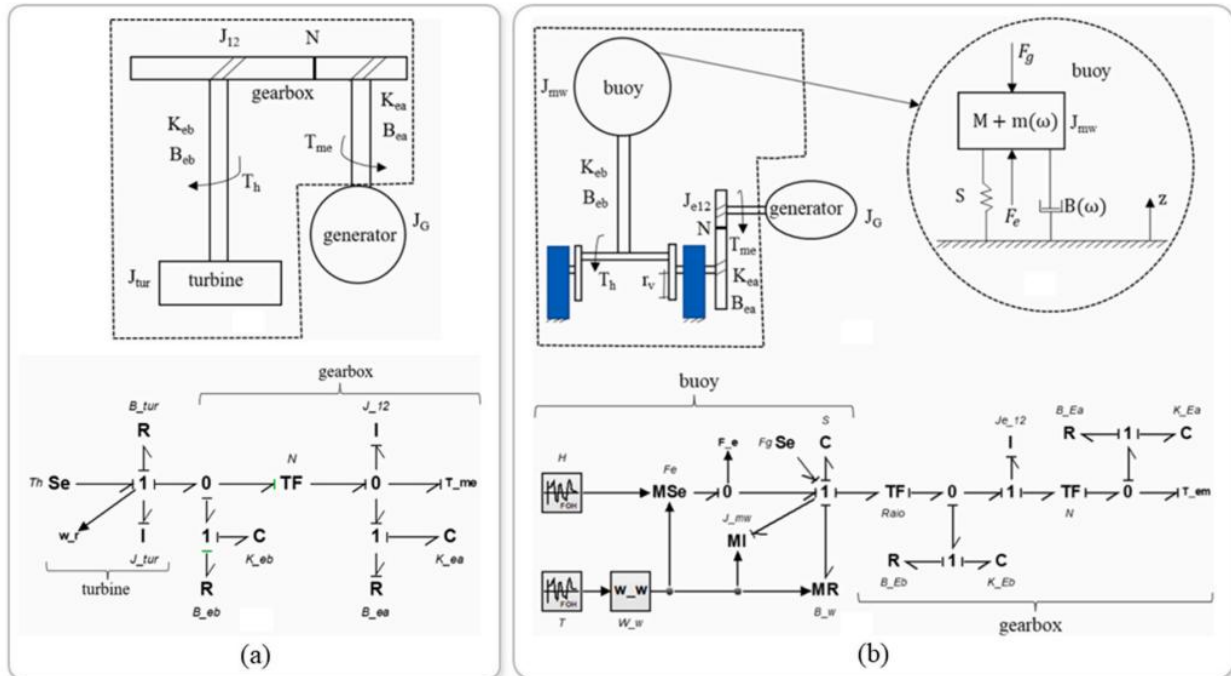 J12 N
gearbox
Keb
Beb
Th
Kea
Bea
Tme
JG
generator
Jtur
turbine
gearbox
B_tur J_12
R I
N
Th Se 1 0 TF 0 T_me
w_r I 1 C 1 C
J_tur K_eb K_ea
turbine
R R
B_eb B_ea
(a)
Jmw
buoy
Keb
Beb
Je12
N
generator
JG
Tme
Th
rv
Kea
Bea
Fg
buoy
M + m(ω) Jmw
S
Fe
B(ω)
z
buoy
S B_Ea K_Ea
H F_e Fg Se C Je_12 R 1 C
Fe I
FOH MSe 0 1 TF 0 1 TF 0 T_em
J_mw Raio N
MI R 1 C
B_Eb K_Eb
FOH w_w MR
T W_w B_w
gearbox
(b)